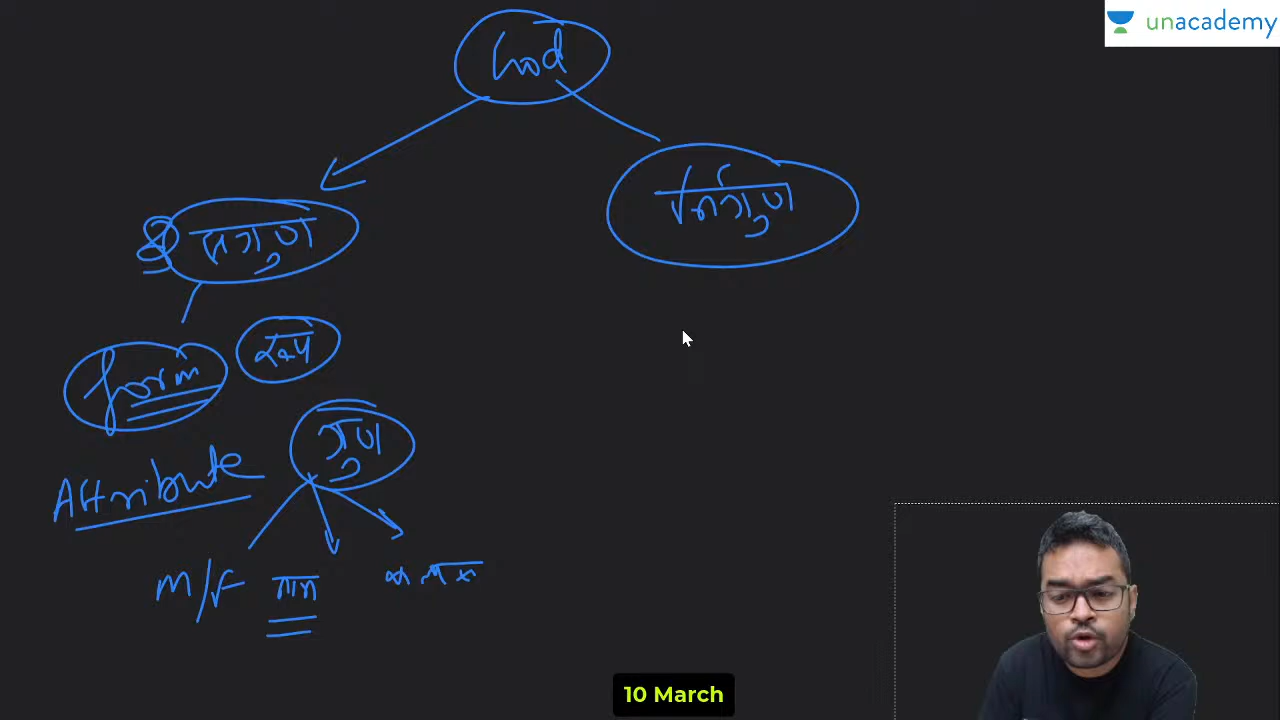 unacademy
God
सगुण
निर्गुण
form
रूप
गुण
Attribute
M/F
10 March